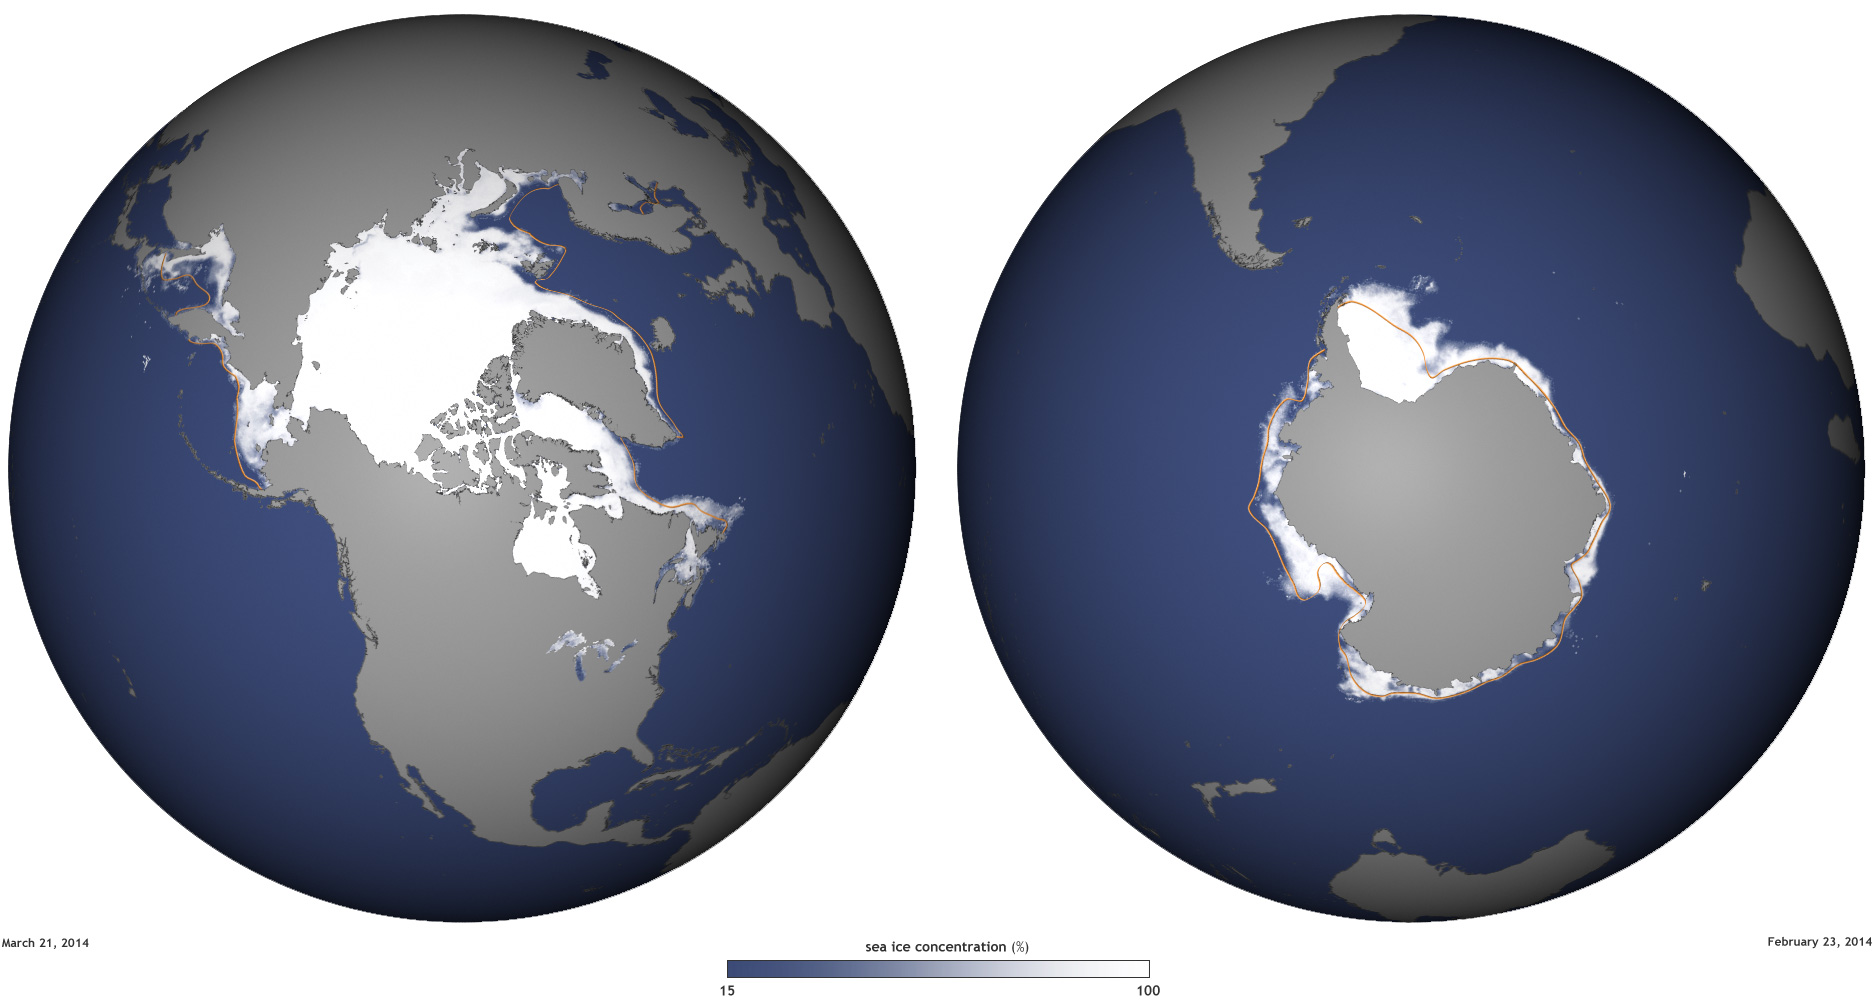 March 21, 2014
February 23, 2014
sea ice concentration (%)
15
100